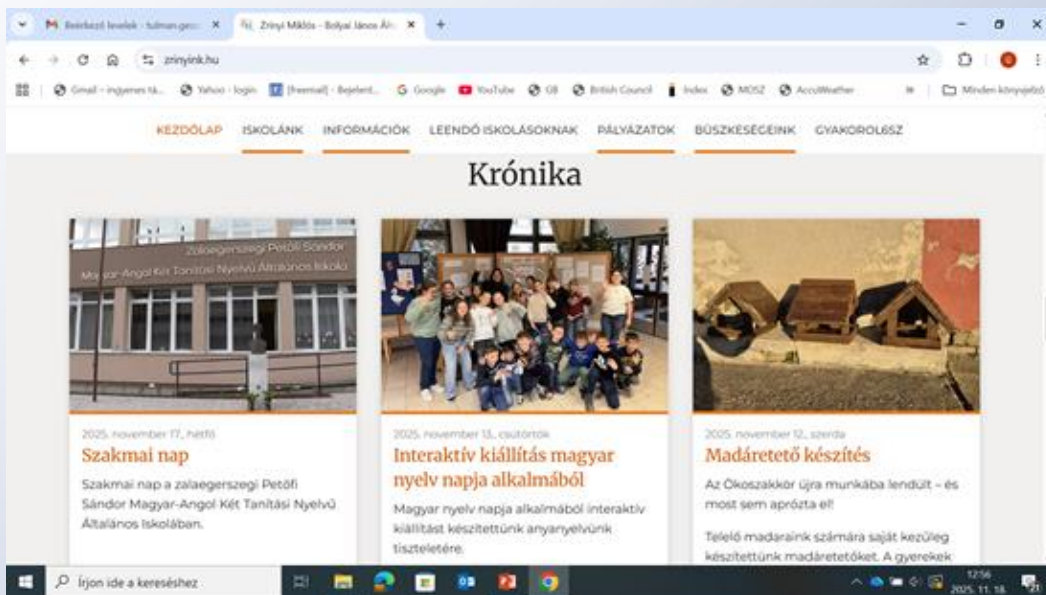 Beérkező levelek - tulman.geo
Zrínyi Miklós - Bolyai János Ált
zrinyink.hu
Gmail - ingyenes tá...
Yahoo - login
[freemail] - Bejelent...
Google
YouTube
GB
British Council
Index
MOSZ
AccuWeather
Minden könyvjelző
KEZDŐLAP ISKOLÁNK INFORMÁCIÓK LEENDŐ ISKOLÁSOKNAK PÁLYÁZATOK BÜSZKESÉGEINK GYAKOROL6SZ
Krónika
zalaegerszegi Petőfi Sándor
Magyar-Angol Két Tanítási Nyelvű Általános Iskola
2025. november 17., hétfő
Szakmai nap
Szakmai nap a zalaegerszegi Petőfi
Sándor Magyar-Angol Két Tanítási Nyelvű
Általános Iskolában.
2025. november 13., csütörtök
Interaktív kiállítás magyar
nyelv napja alkalmából
Magyar nyelv napja alkalmából interaktív
kiállítást készítettünk anyanyelvünk
tiszteletére.
2025. november 12., szerda
Madáretető készítés
Az Ökoszakkör újra munkába lendült – és
most sem aprózta el!
Telelő madaraink számára saját kezűleg
készítettünk madáretetőket. A gyerekek
Írjon ide a kereséshez
12:56
2025. 11. 18.
21